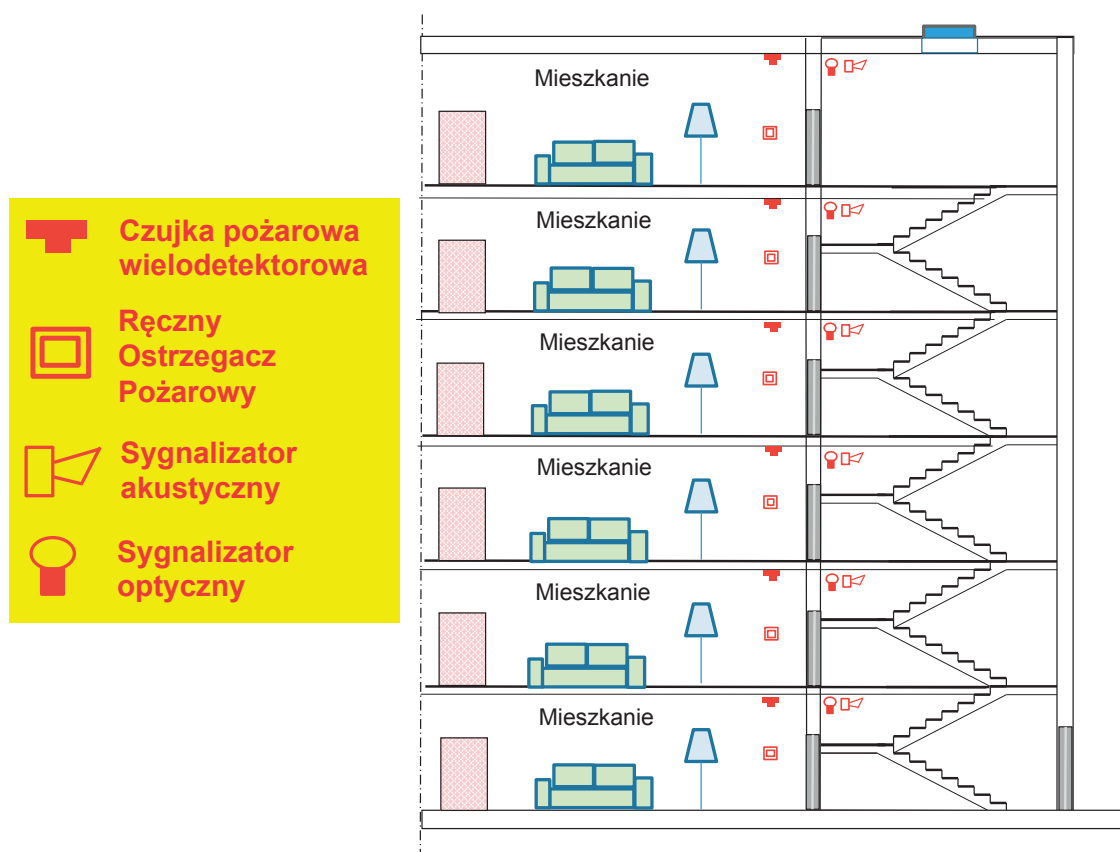 Mieszkanie
Mieszkanie
Mieszkanie
Mieszkanie
Mieszkanie
Mieszkanie
Czujka pożarowa
wielodetektorowa
Ręczny
Ostrzegacz
Pożarowy
Sygnalizator
akustyczny
Sygnalizator
optyczny